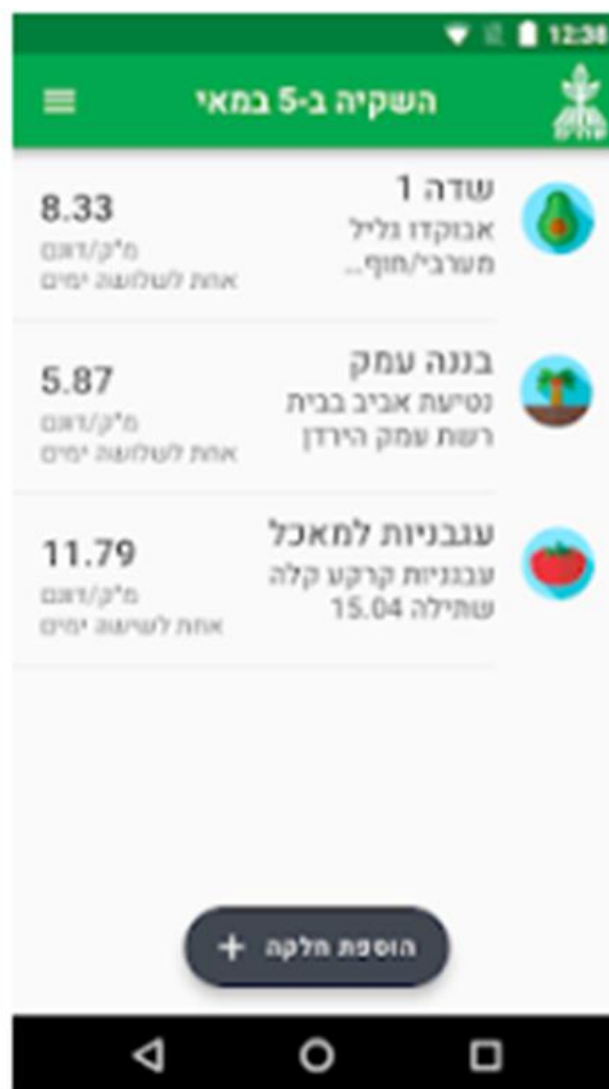 12:38
השקיה ב-5 במאי
שה״מ
שדה 1
אבוקדו גליל
מערבי/חוף...
8.33
מ"ק/דונם
אחת לשלושה ימים
בננה עמק
נטיעת אביב בבית
רשת עמק הירדן
5.87
מ"ק/דונם
אחת לשלושה ימים
עגבניות למאכל
עגבניות קרקע קלה
שתילה 15.04
11.79
מ"ק/דונם
אחת לשישה ימים
הוספת חלקה +